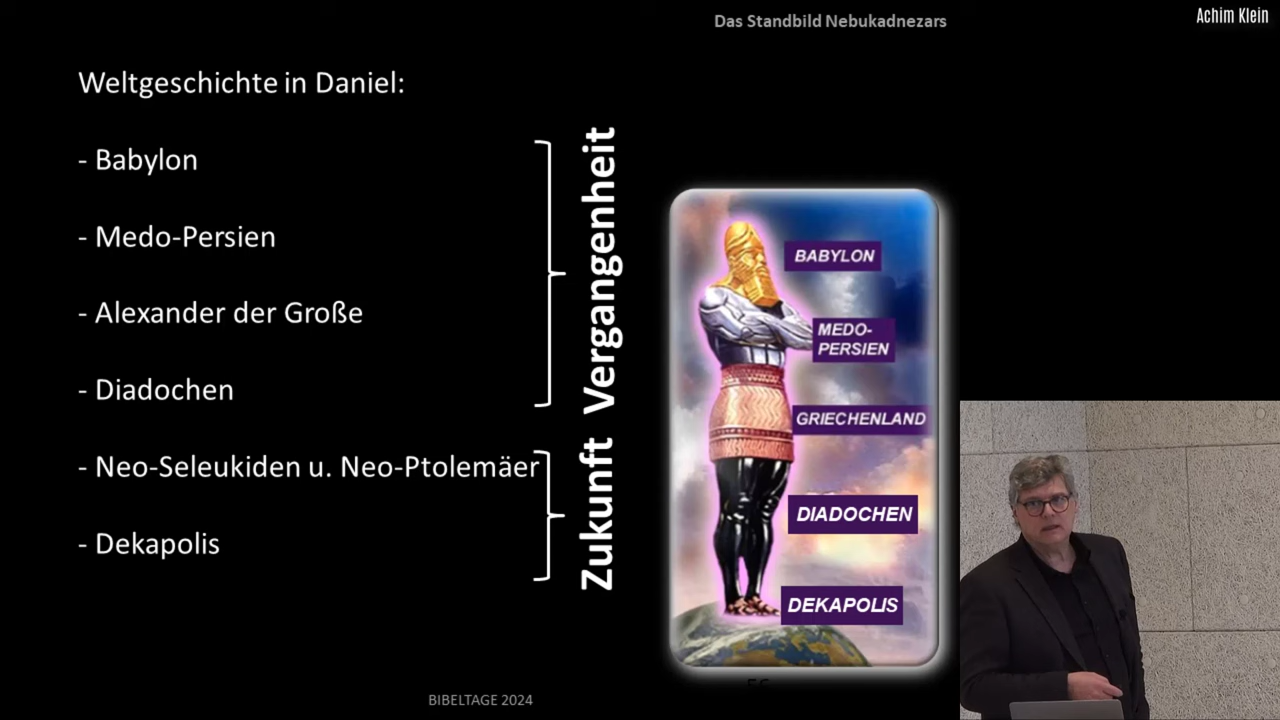 Das Standbild Nebukadnezars
Achim Klein
Weltgeschichte in Daniel:
- Babylon
- Medo-Persien
- Alexander der Große
- Diadochen
- Neo-Seleukiden u. Neo-Ptolemäer
- Dekapolis
Vergangenheit
Zukunft
BABYLON
MEDO-
PERSIEN
GRIECHENLAND
DIADOCHEN
DEKAPOLIS
BIBELTAGE 2024